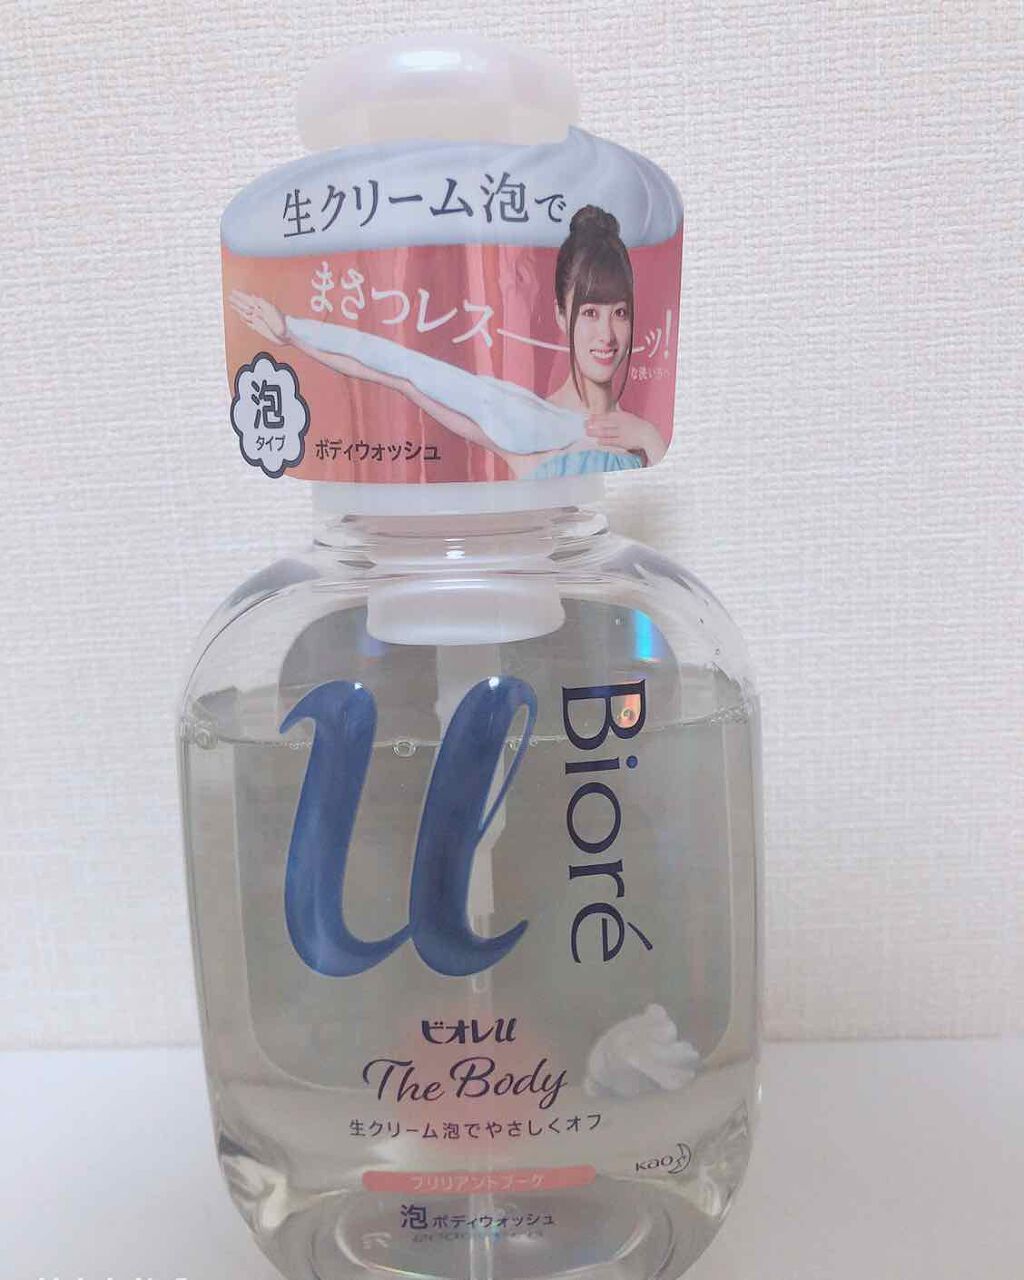 生クリーム泡で
まさつレスーッ!
な洗い方へ
泡
タイプ
ボディウォッシュ
u
Bioré
ビオレu
The Body
生クリーム泡でやさしくオフ
Kao
ブリリアントブーケ
泡 ボディウォッシュ